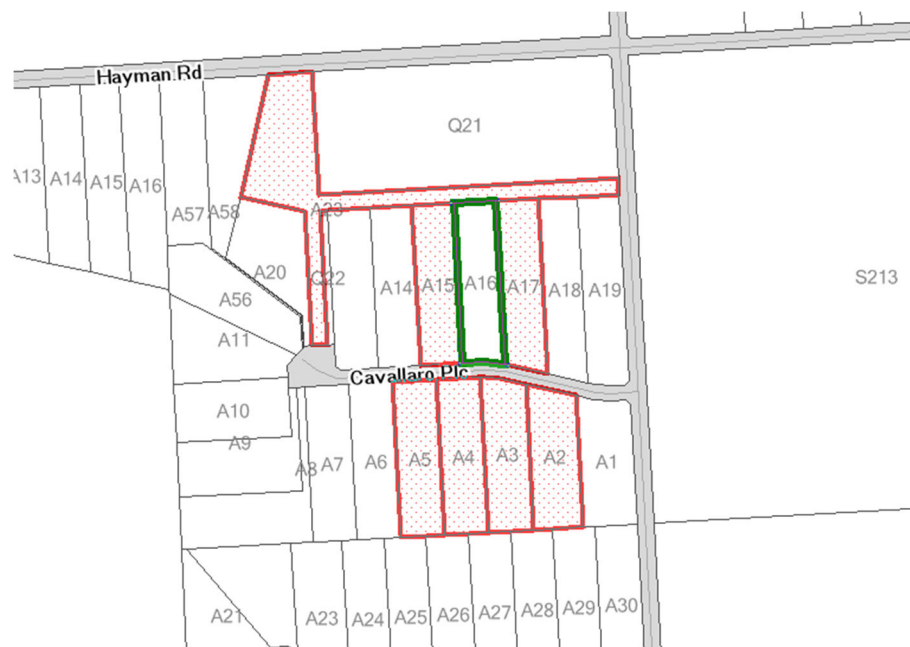 Hayman Rd
Q21
A13 A14 A15 A16
A57 A58 A23
A20 Q22
A14 A15 A16 A17 A18 A19
S213
A56
A11
Cavallaro Plc
A10
A9
A8 A7 A6 A5 A4 A3 A2 A1
A21 A23 A24 A25 A26 A27 A28 A29 A30